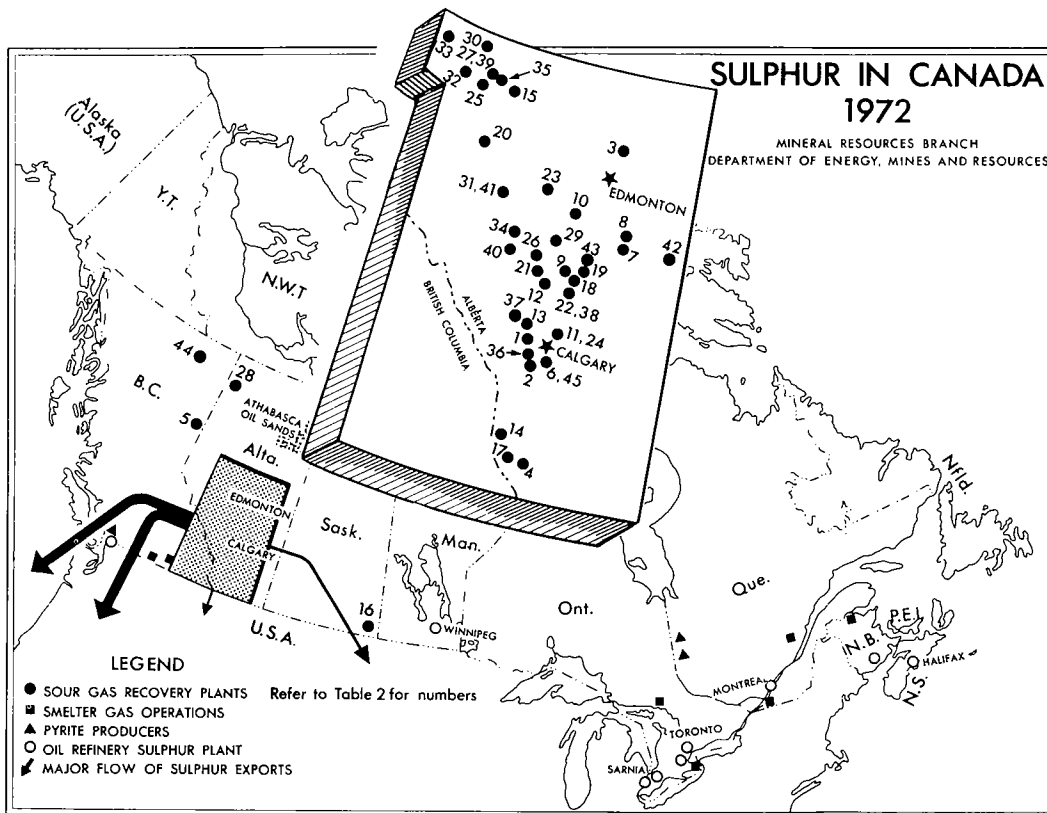 SULPHUR IN CANADA
1972
MINERAL RESOURCES BRANCH
DEPARTMENT OF ENERGY, MINES AND RESOURCES
30
33
27,39
35
32
25
15
20
3
EDMONTON
23
31,41
10
8
34
29
7
42
40
26
43
21
9
19
12
18
22,38
37
13
11,24
1
36
CALGARY
2
6,45
14
17
4
BRITISH COLUMBIA
ALBERTA
Alaska
(U.S.A.)
Y.T.
N.W.T
44
28
B.C.
5
ATHABASCA
OIL SANDS
Alta.
EDMONTON
CALGARY
Sask.
Man.
16
WINNIPEG
U.S.A.
Ont.
Que.
Nfld
P.E.I.
N.B.
HALIFAX
N.S.
MONTREAL
TORONTO
SARNIA
LEGEND
SOUR GAS RECOVERY PLANTS Refer to Table 2 for numbers
SMELTER GAS OPERATIONS
PYRITE PRODUCERS
OIL REFINERY SULPHUR PLANT
MAJOR FLOW OF SULPHUR EXPORTS